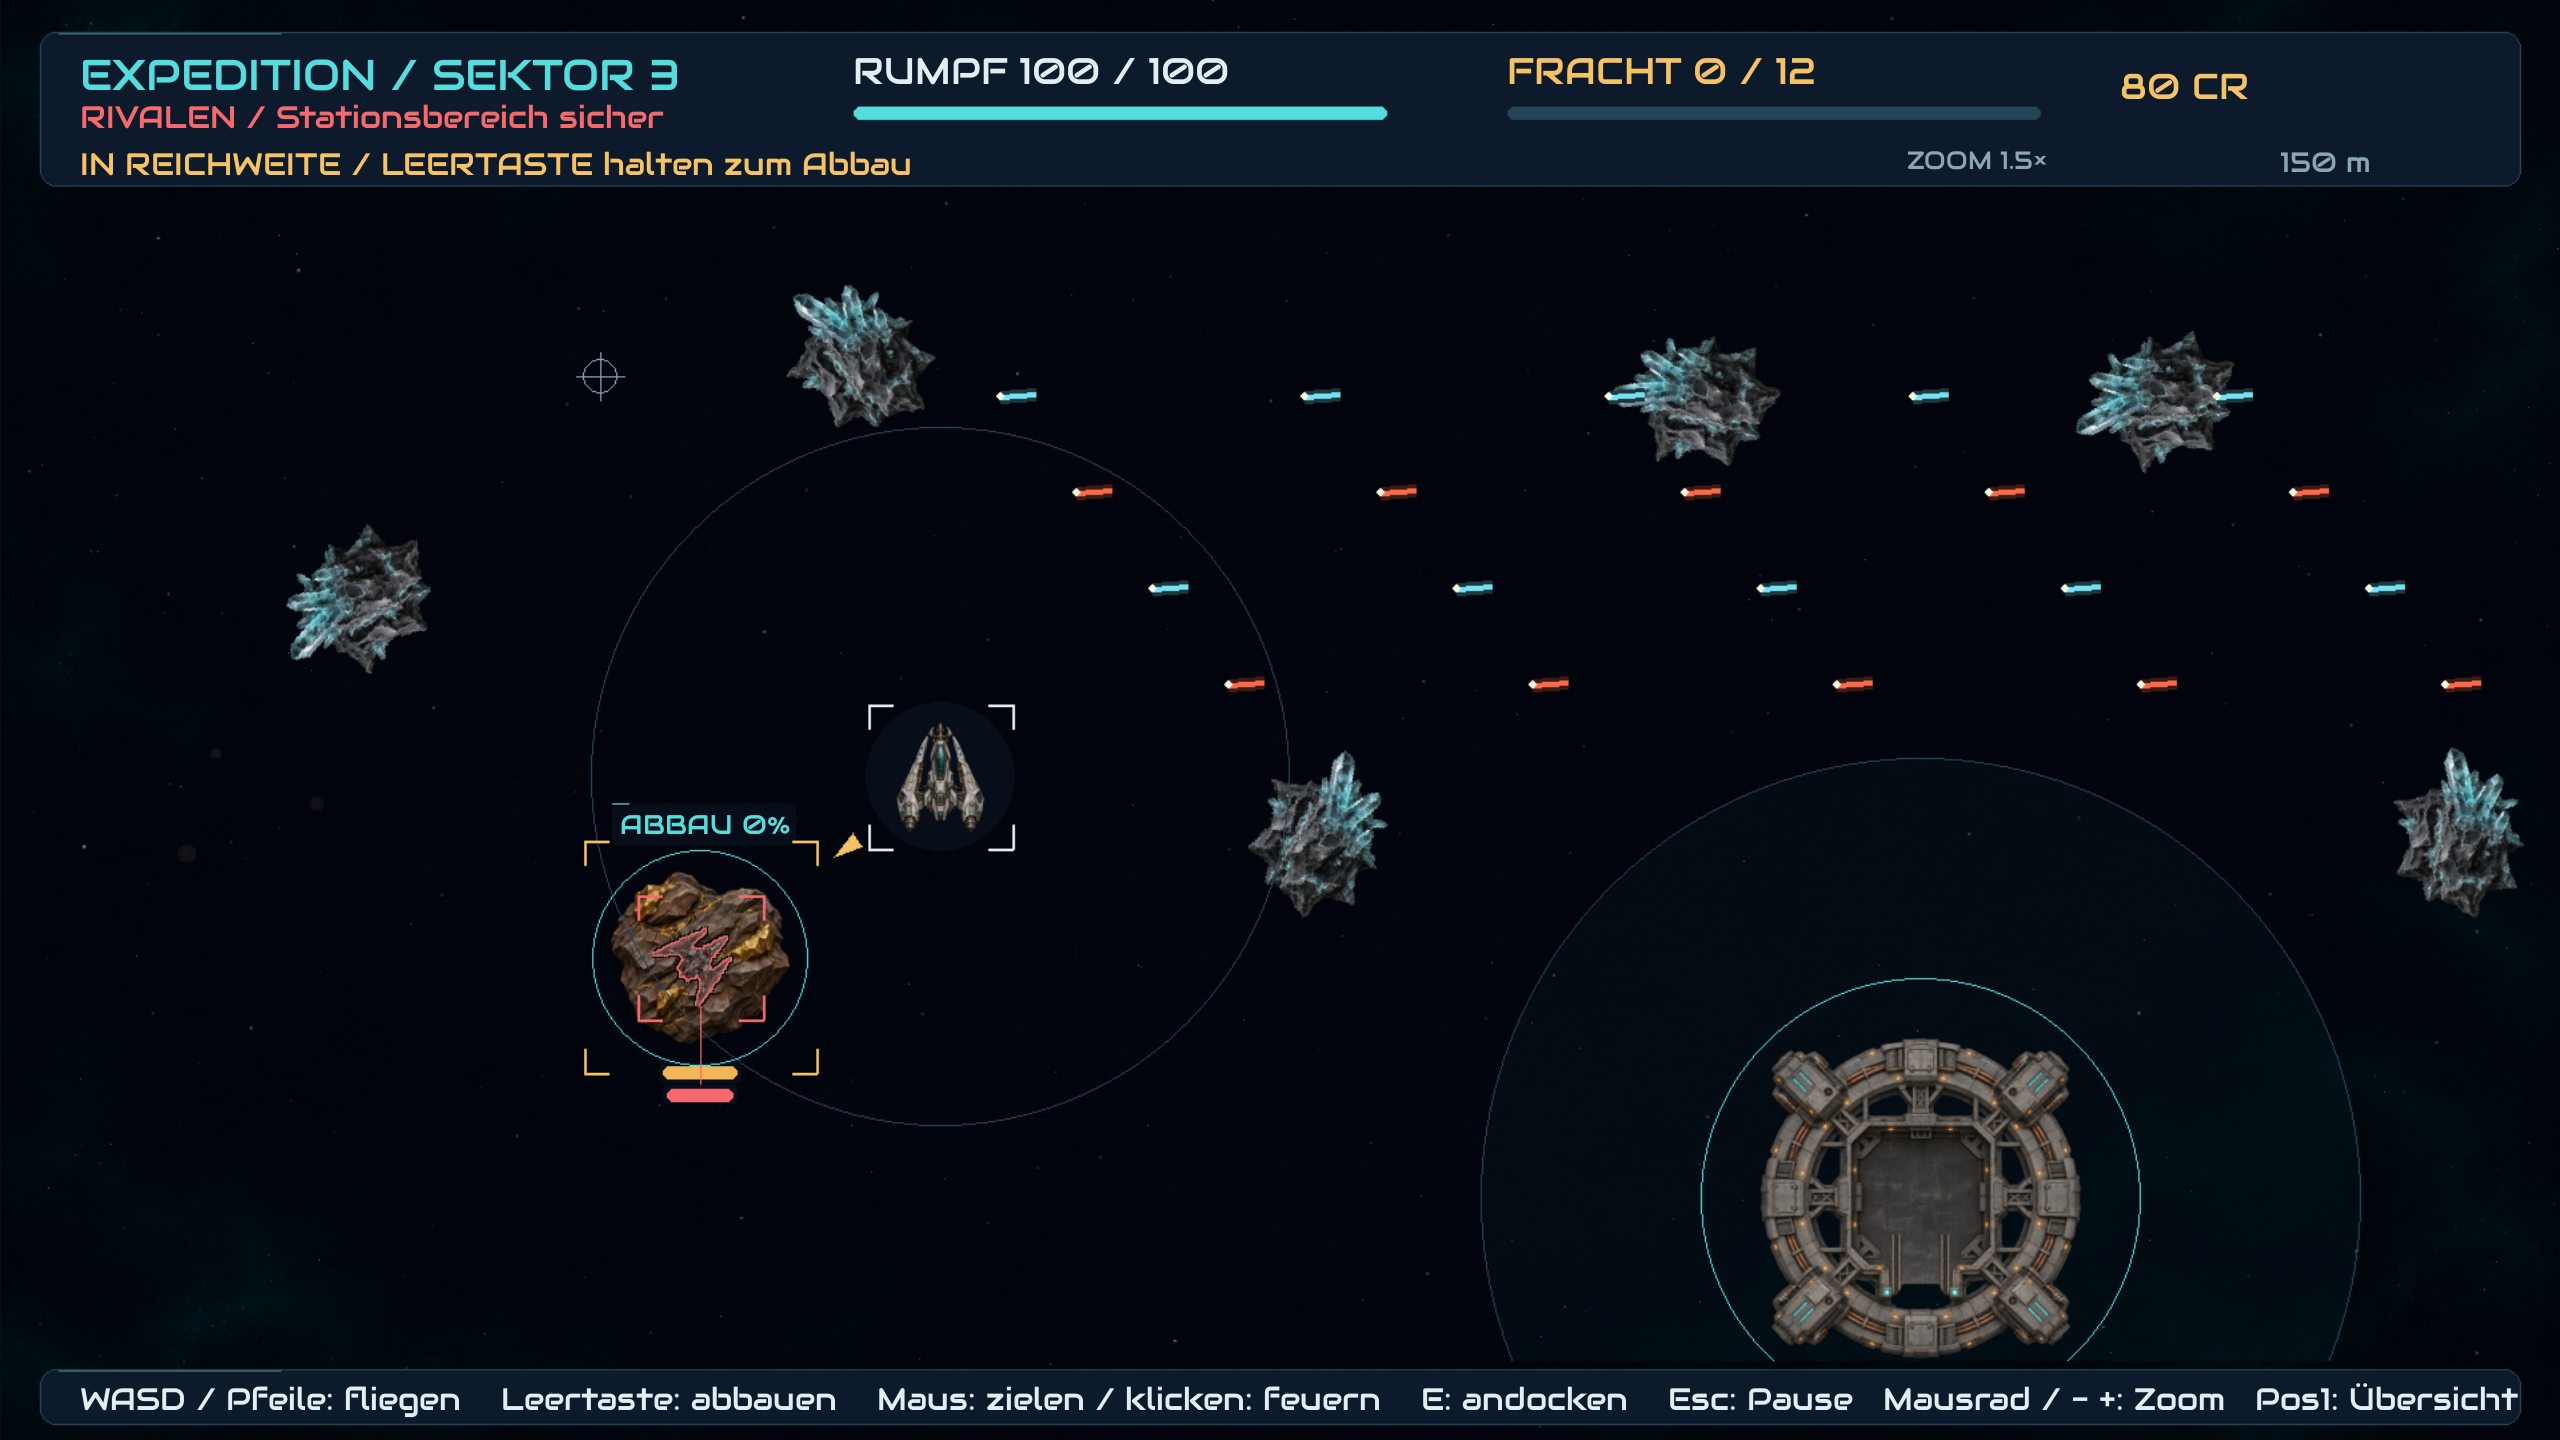 EXPEDITION / SEKTOR 3
RUMPF 100 / 100
FRACHT 0 / 12
80 CR
RIVALEN / Stationsbereich sicher
IN REICHWEITE / LEERTASTE halten zum Abbau
ZOOM 1.5×
150 m
ABBAU 0%
WASD / Pfeile: fliegen Leertaste: abbauen Maus: zielen / klicken: feuern E: andocken Esc: Pause Mausrad / - +: Zoom Pos1: Übersicht